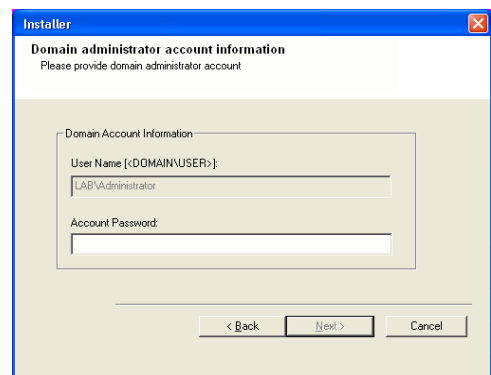 Installer
Domain administrator account information
Please provide domain administrator account
Domain Account Information
User Name [<DOMAIN\USER>]:
LAB\Administrator
Account Password:
< Back
Next >
Cancel